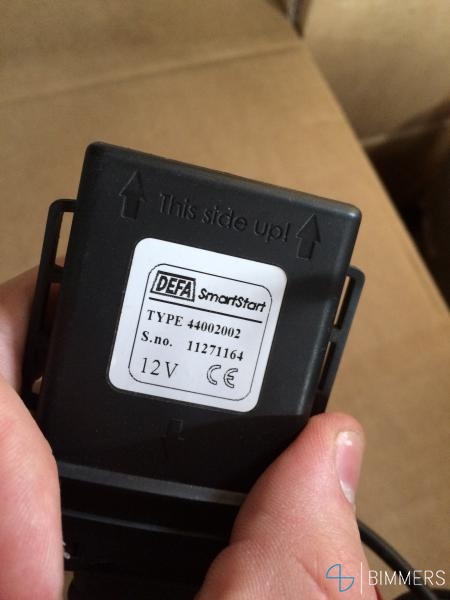 This side up!
DEFA SmartStart
TYPE 44002002
S.no. 11271164
12V CE
BIMMERS